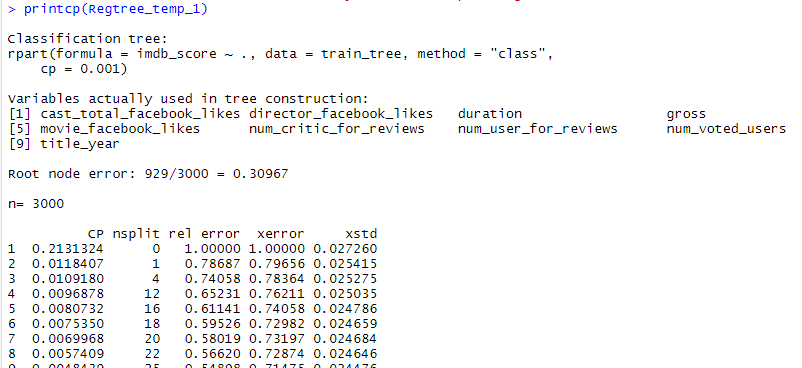 > printcp(Regtree_temp_1)
Classification tree:
rpart(formula = imdb_score ~ ., data = train_tree, method = "class",
    cp = 0.001)
Variables actually used in tree construction:
[1] cast_total_facebook_likes director_facebook_likes   duration                  gross
[5] movie_facebook_likes      num_critic_for_reviews    num_user_for_reviews      num_voted_users
[9] title_year
Root node error: 929/3000 = 0.30967
n= 3000
         CP nsplit rel error  xerror     xstd
1 0.2131324      0   1.00000 1.00000 0.027260
2 0.0118407      1   0.78687 0.79656 0.025415
3 0.0109180      4   0.74058 0.78364 0.025275
4 0.0096878     12   0.65231 0.76211 0.025035
5 0.0080732     16   0.61141 0.74058 0.024786
6 0.0075350     18   0.59526 0.72982 0.024659
7 0.0069968     20   0.58019 0.73197 0.024684
8 0.0057409     22   0.56620 0.72874 0.024646